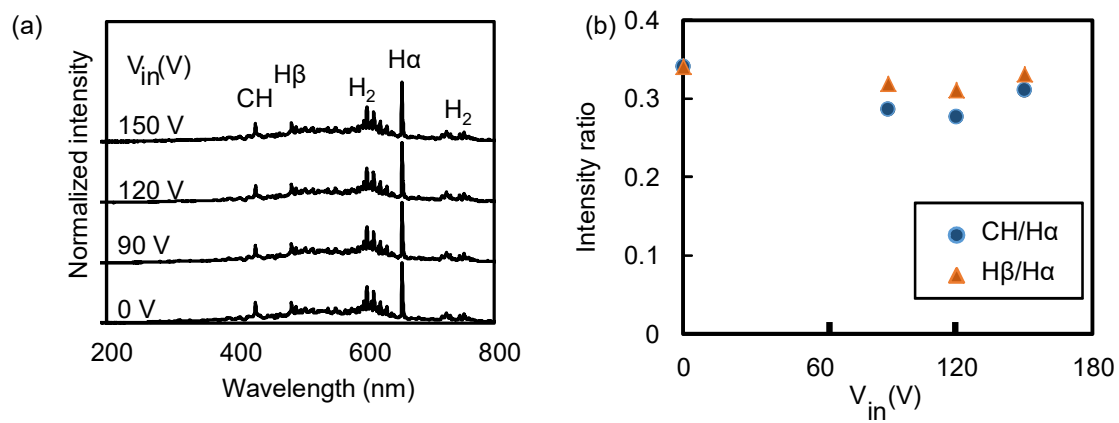 (a)
Normalized intensity
Vin(V)
CH
Hβ
H2
Hα
H2
150 V
120 V
90 V
0 V
200
400
600
800
Wavelength (nm)
(b)
Intensity ratio
0.4
0.3
0.2
0.1
0
CH/Hα
Hβ/Hα
0
60
120
180
Vin(V)